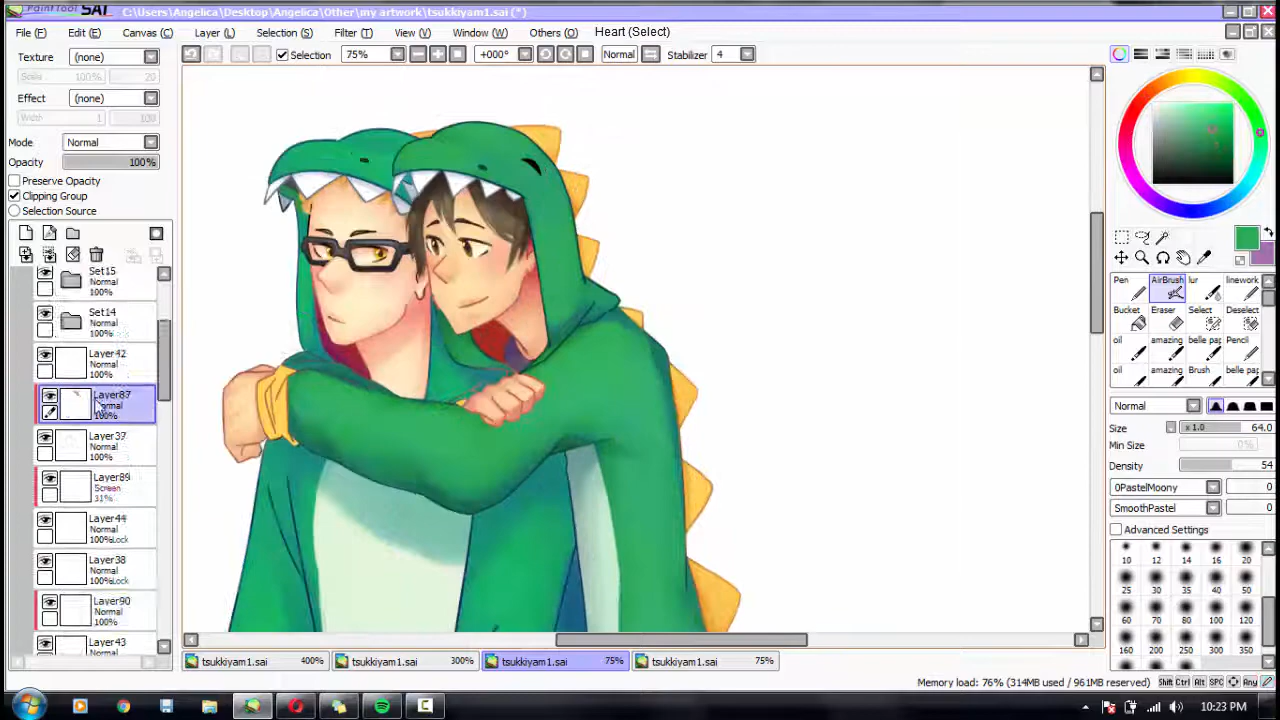 PaintTool SAI C:\Users\Angelica\Desktop\Angelica\Other\my artwork\tsukkiyam1.sai (*)
File (F) Edit (E) Canvas (C) Layer (L) Selection (S) Filter (T) View (V) Window (W) Others (O) Heart (Select)
Texture (none) Selection 75% +000° Normal Stabilizer 4
Scale 100% 20
Effect (none)
Width 1 100
Mode Normal
Opacity 100%
Preserve Opacity
Clipping Group
Selection Source
Set15
Normal
100%
Set14
Normal
100%
Layer42
Normal
100%
Layer87
Normal
100%
Layer37
Normal
100%
Layer89
Screen
31%
Layer44
Normal
100%Lock
Layer38
Normal
100%Lock
Layer90
Normal
100%
Layer43
Pen AirBrush lur linework
Bucket Eraser Select Deselect
oil amazing belle pap Pencil
oil amazing Brush belle pap
Normal
Size x 1.0 64.0
Min Size 0%
Density 54
0PastelMoony 0
SmoothPastel 0
Advanced Settings
10 12 14 16 20
25 30 35 40 50
60 70 80 100 120
160 200 250 300 350
tsukkiyam1.sai 400% tsukkiyam1.sai 300% tsukkiyam1.sai 75% tsukkiyam1.sai 75%
Memory load: 76% (314MB used / 961MB reserved) Shift Ctrl Alt SPC Any
10:23 PM